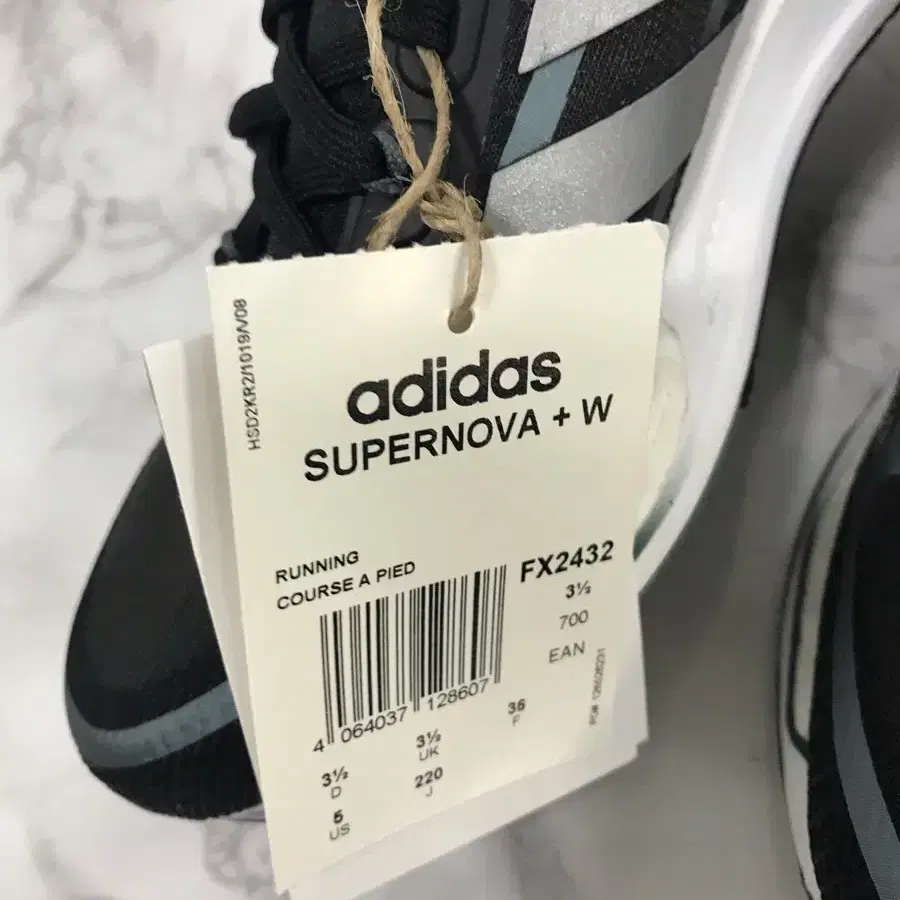 HSD2KR2/1019/V08
adidas
SUPERNOVA + W
RUNNING
COURSE A PIED
FX2432
3½
700
EAN
4 064037 128607
3½
D
3½
UK
36
F
5
US
220
J